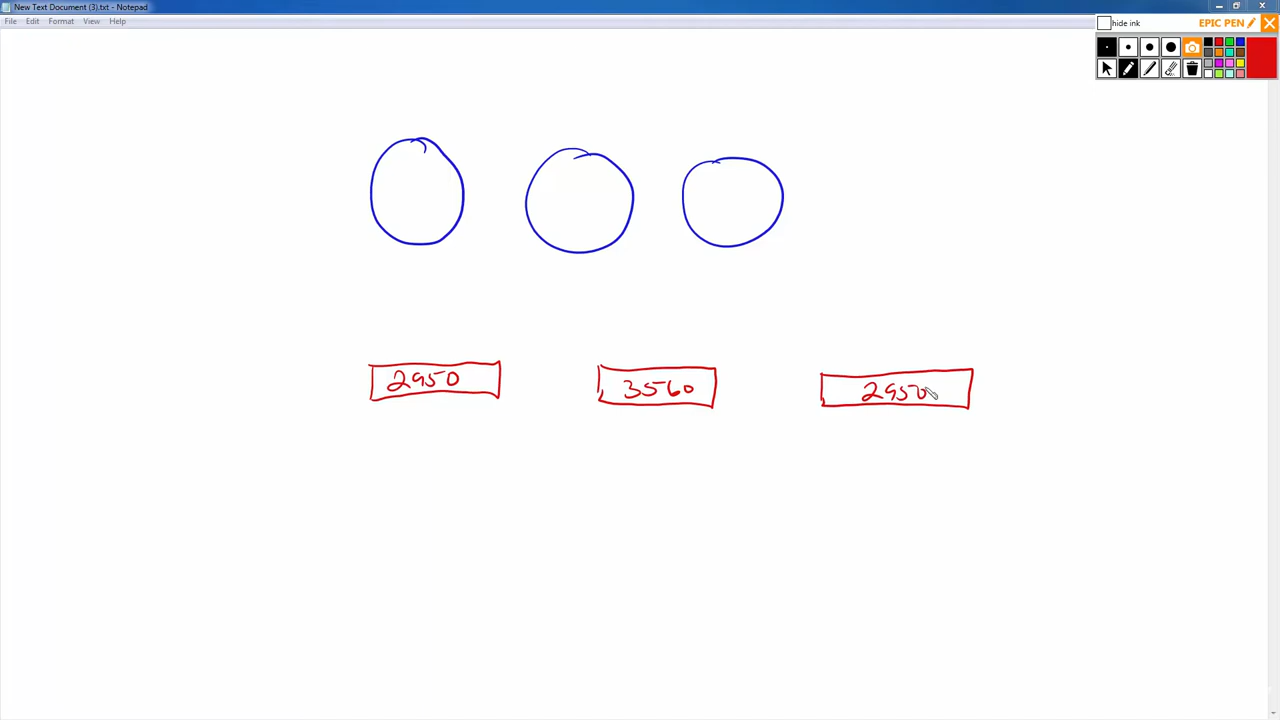 New Text Document (3).txt - Notepad
File Edit Format View Help
hide ink EPIC PEN
2950 3560 2950